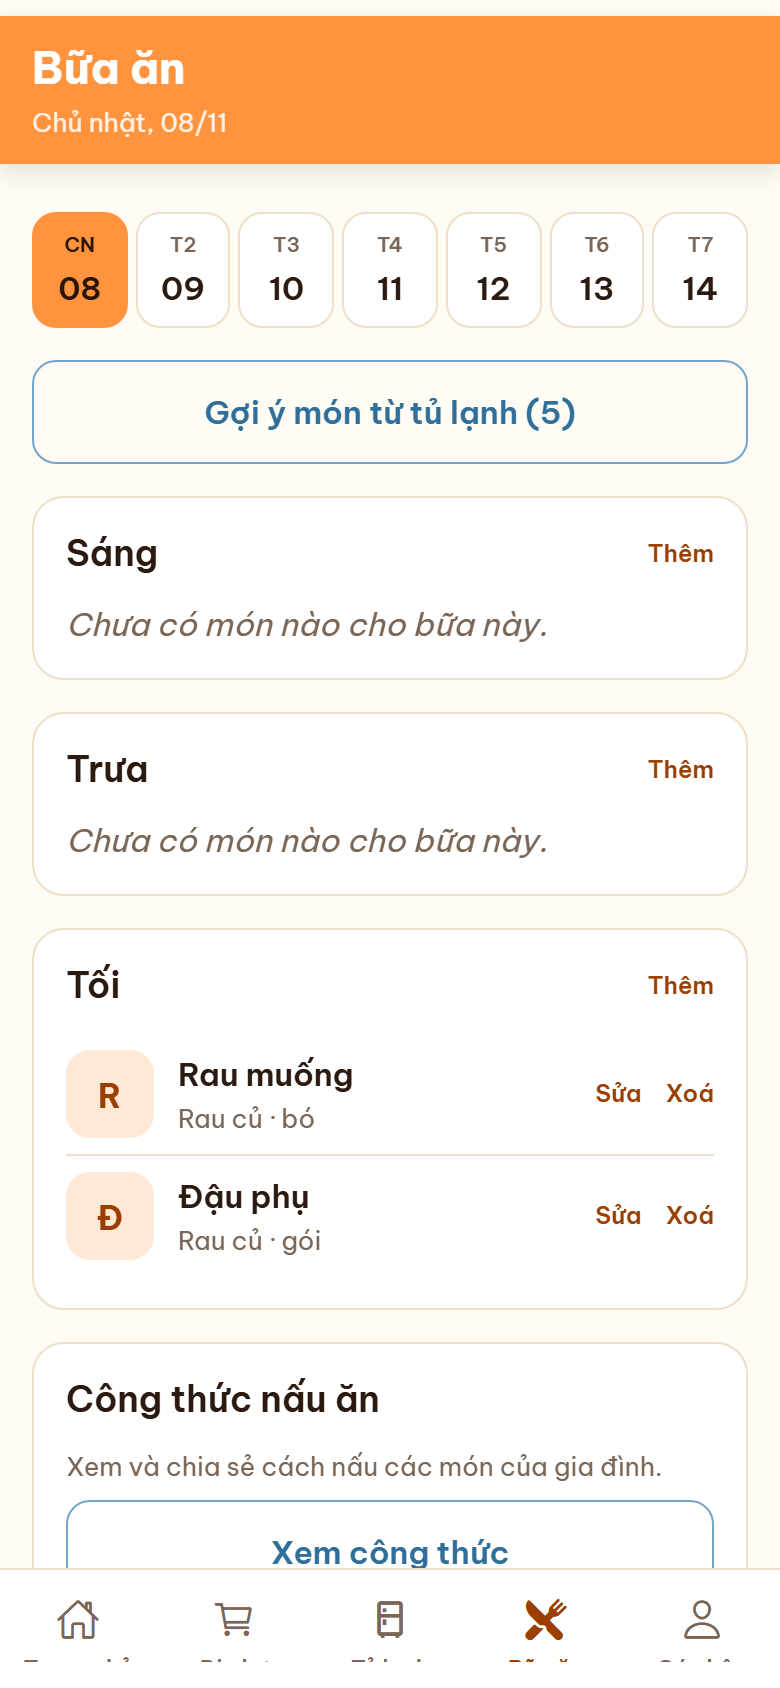 Bữa ăn
Chủ nhật, 08/11
CN T2 T3 T4 T5 T6 T7
08 09 10 11 12 13 14
Gợi ý món từ tủ lạnh (5)
Sáng Thêm
Chưa có món nào cho bữa này.
Trưa Thêm
Chưa có món nào cho bữa này.
Tối Thêm
R Rau muống Sửa Xoá
Rau củ · bó
Đ Đậu phụ Sửa Xoá
Rau củ · gói
Công thức nấu ăn
Xem và chia sẻ cách nấu các món của gia đình.
Xem công thức